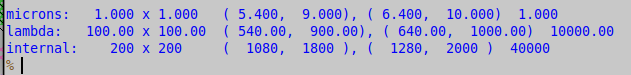 microns:   1.000 x 1.000   ( 5.400,  9.000), ( 6.400,  10.000)  1.000
lambda:   100.00 x 100.00  ( 540.00,  900.00), ( 640.00,  1000.00)  10000.00
internal:    200 x 200     (  1080,  1800 ), (  1280,  2000 )  40000
%